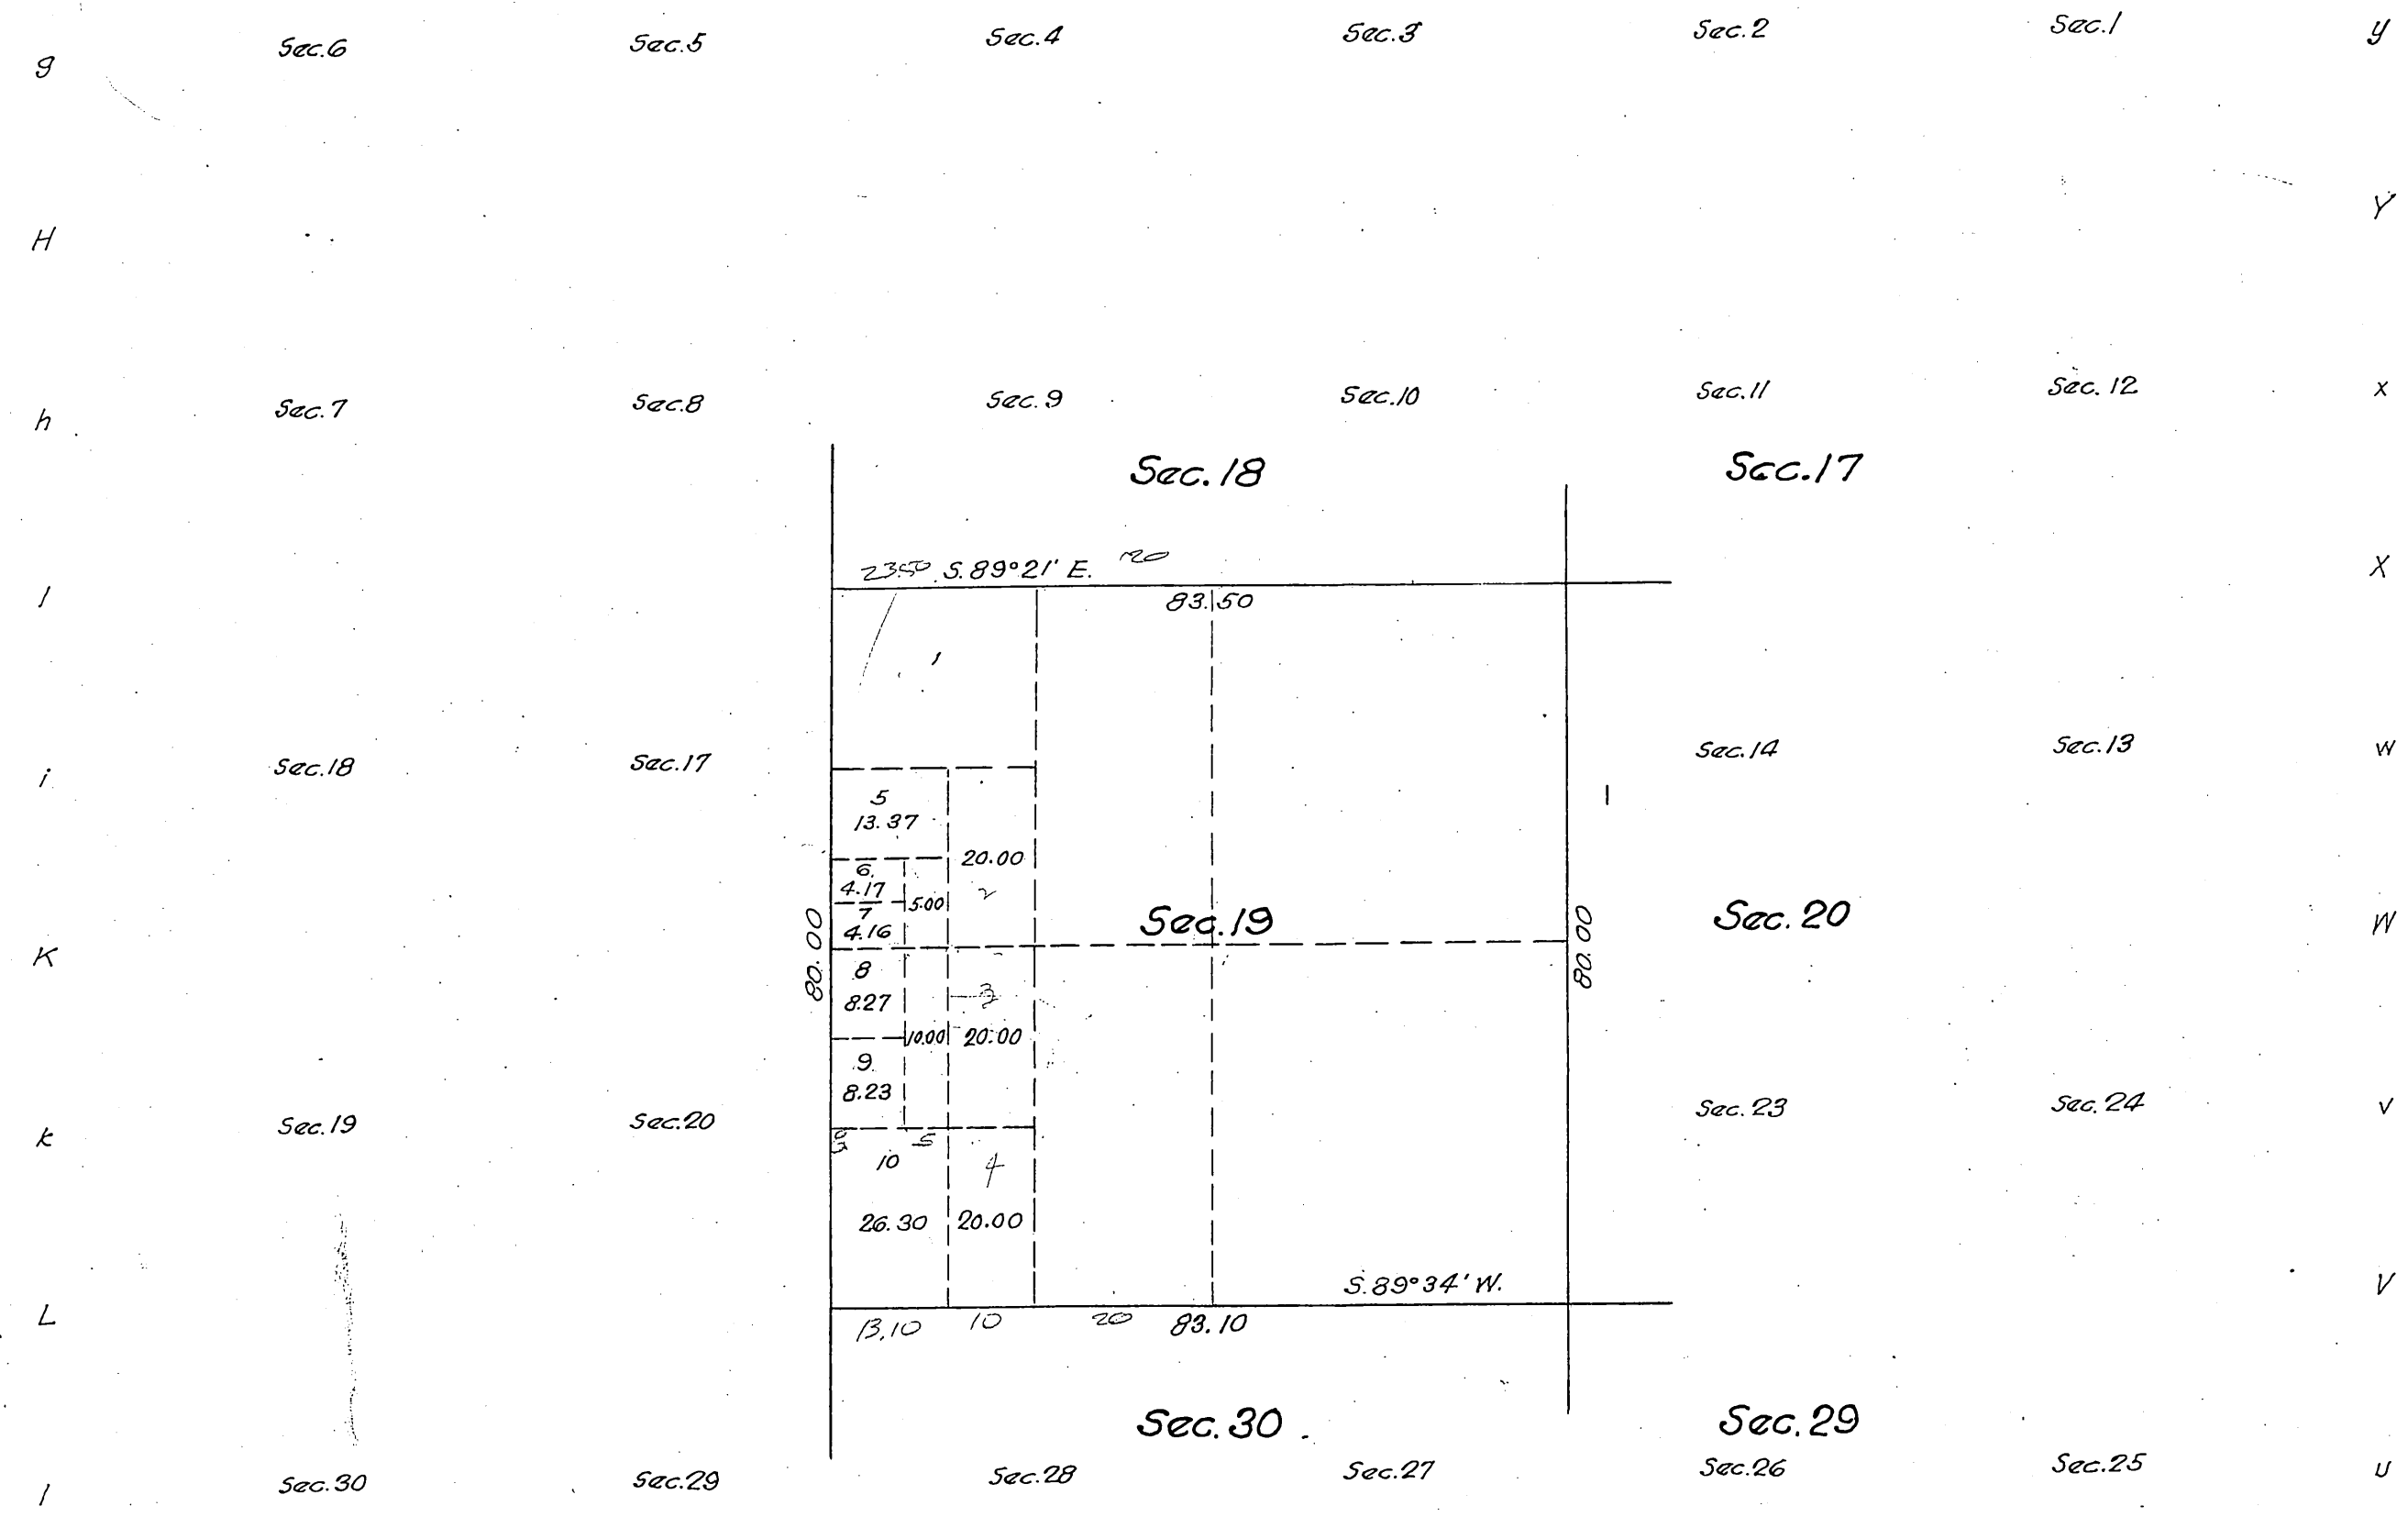 g Sec.6 Sec.5 Sec.4 Sec.3 Sec.2 Sec.1 y
H Y
h Sec.7 Sec.8 Sec.9 Sec.10 Sec.11 Sec.12 x
Sec.18 Sec.17
I 23.50 S.89°21' E. 20 X
83.50
1
i Sec.18 Sec.17 Sec.14 Sec.13 w
5
13.37
20.00
6
4.17
5.00 2
7
4.16
Sec.19 Sec.20
K 80.00 80.00 W
8
8.27 3
10.00 20.00
9
8.23
k Sec.19 Sec.20 Sec.23 Sec.24 v
5
10 4
26.30 20.00
S.89°34' W.
L 13.10 10 20 83.10 V
Sec.30 Sec.29
l Sec.30 Sec.29 Sec.28 Sec.27 Sec.26 Sec.25 u